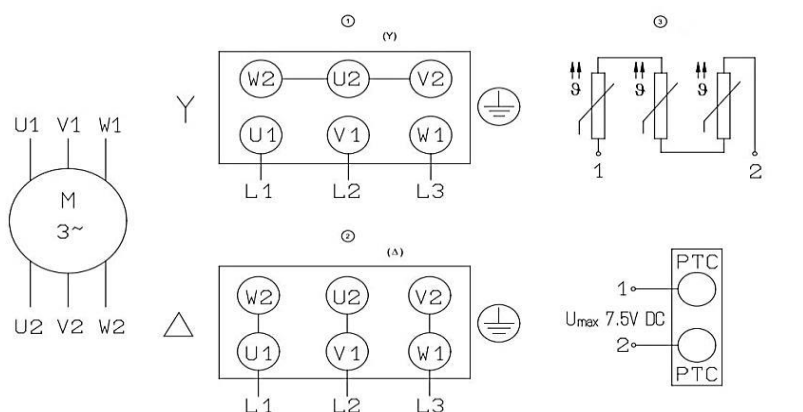 U1 V1 W1
M
3~
U2 V2 W2
①
(Y)
Y
W2 U2 V2
U1 V1 W1
L1 L2 L3
②
(Δ)
△
W2 U2 V2
U1 V1 W1
L1 L2 L3
③
ϑ ϑ ϑ
1 2
PTC
1
Umax 7.5V DC
2
PTC